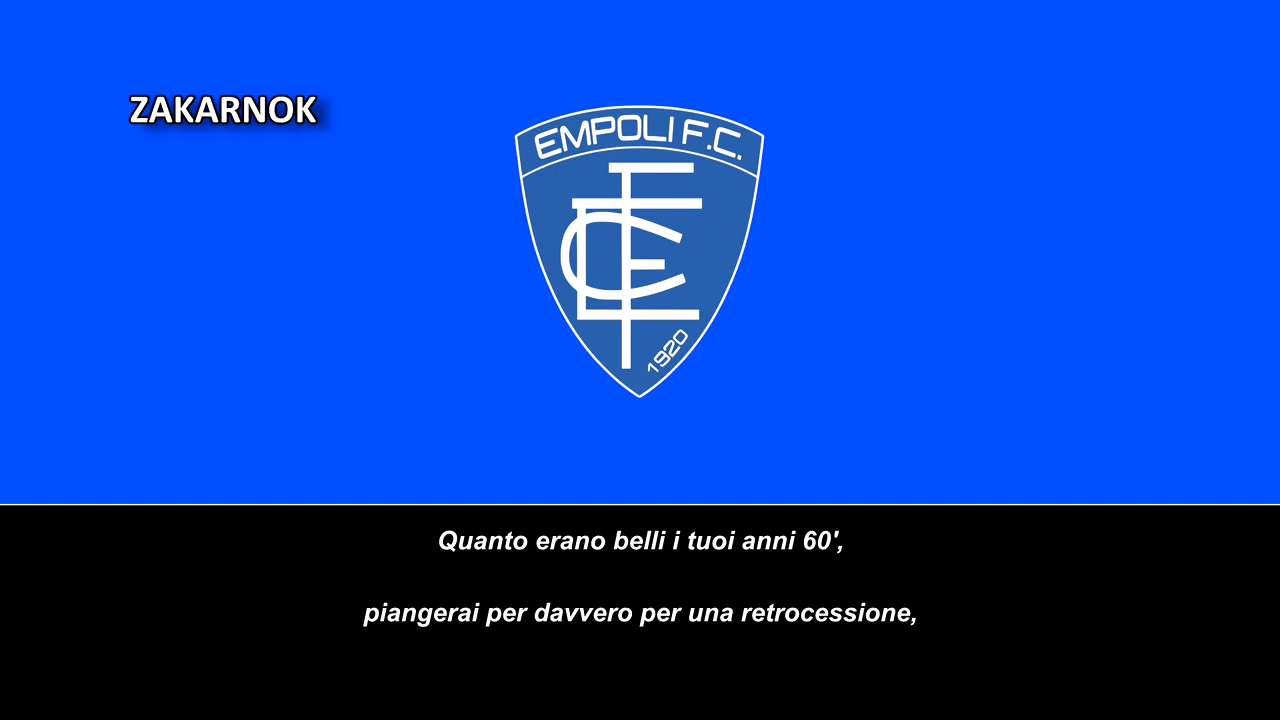 ZAKARNOK
EMPOLI F.C.
1920
Quanto erano belli i tuoi anni 60',
piangerai per davvero per una retrocessione,